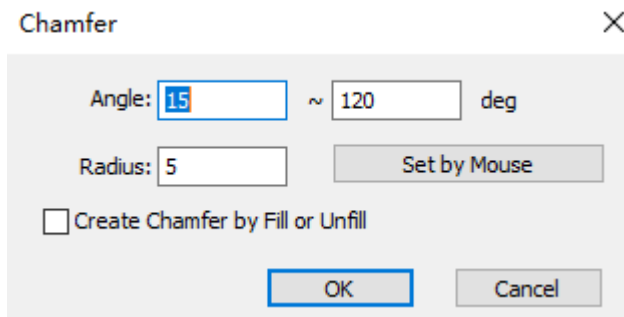 Chamfer
Angle: 15 ~ 120 deg
Radius: 5 Set by Mouse
Create Chamfer by Fill or Unfill
OK Cancel